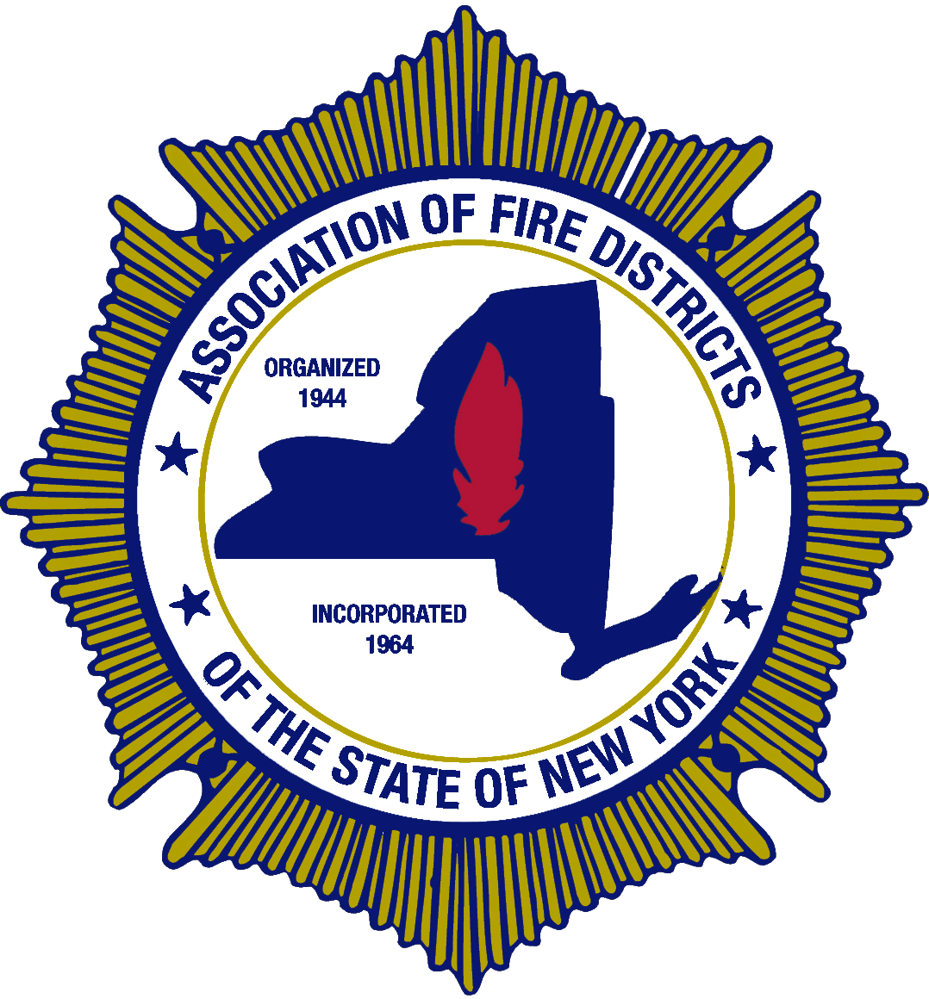 ASSOCIATION OF FIRE DISTRICTS
ORGANIZED
1944
INCORPORATED
1964
OF THE STATE OF NEW YORK